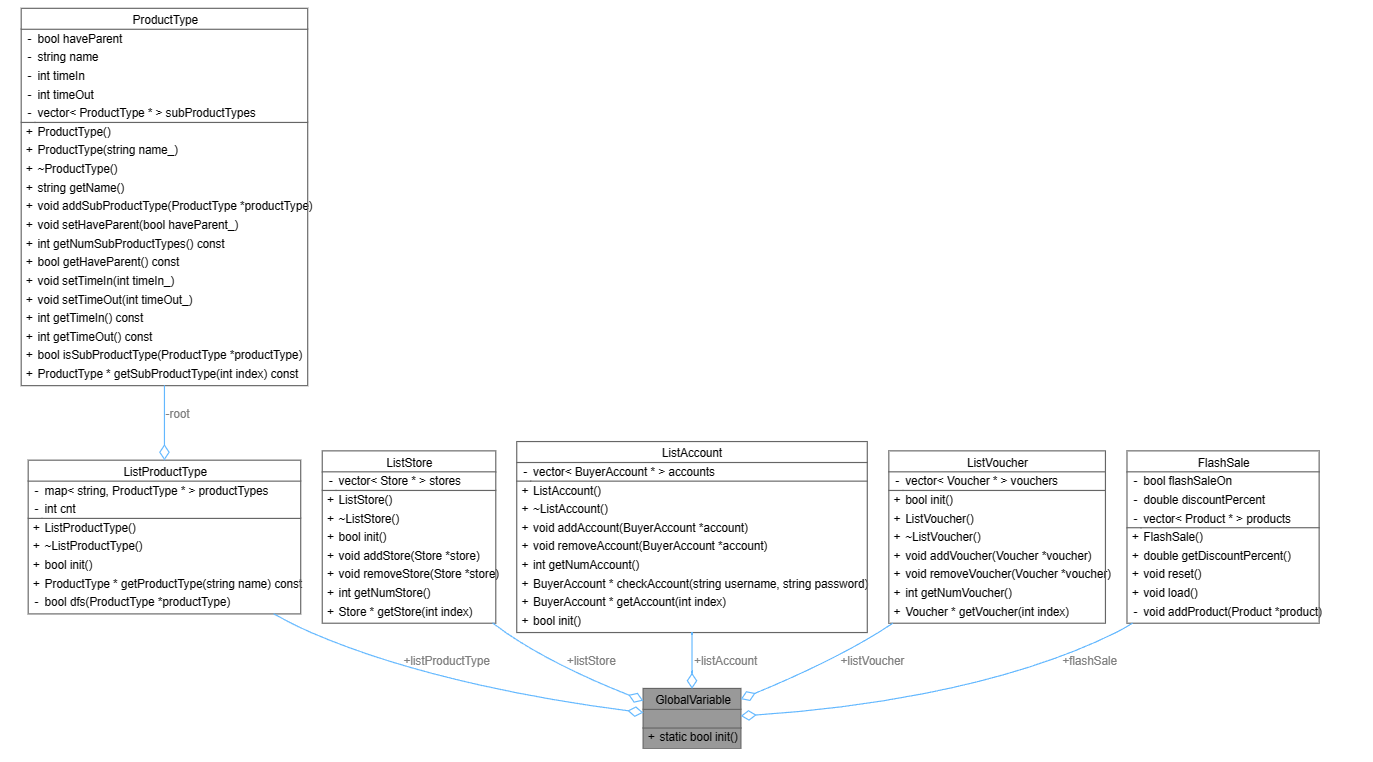 ProductType
- bool haveParent
- string name
- int timeIn
- int timeOut
- vector< ProductType * > subProductTypes
+ ProductType()
+ ProductType(string name_)
+ ~ProductType()
+ string getName()
+ void addSubProductType(ProductType *productType)
+ void setHaveParent(bool haveParent_)
+ int getNumSubProductTypes() const
+ bool getHaveParent() const
+ void setTimeIn(int timeIn_)
+ void setTimeOut(int timeOut_)
+ int getTimeIn() const
+ int getTimeOut() const
+ bool isSubProductType(ProductType *productType)
+ ProductType * getSubProductType(int index) const
-root
ListProductType
- map< string, ProductType * > productTypes
- int cnt
+ ListProductType()
+ ~ListProductType()
+ bool init()
+ ProductType * getProductType(string name) const
- bool dfs(ProductType *productType)
ListStore
- vector< Store * > stores
+ ListStore()
+ ~ListStore()
+ bool init()
+ void addStore(Store *store)
+ void removeStore(Store *store)
+ int getNumStore()
+ Store * getStore(int index)
ListAccount
- vector< BuyerAccount * > accounts
+ ListAccount()
+ ~ListAccount()
+ void addAccount(BuyerAccount *account)
+ void removeAccount(BuyerAccount *account)
+ int getNumAccount()
+ BuyerAccount * checkAccount(string username, string password)
+ BuyerAccount * getAccount(int index)
+ bool init()
ListVoucher
- vector< Voucher * > vouchers
+ bool init()
+ ListVoucher()
+ ~ListVoucher()
+ void addVoucher(Voucher *voucher)
+ void removeVoucher(Voucher *voucher)
+ int getNumVoucher()
+ Voucher * getVoucher(int index)
FlashSale
- bool flashSaleOn
- double discountPercent
- vector< Product * > products
+ FlashSale()
+ double getDiscountPercent()
+ void reset()
+ void load()
- void addProduct(Product *product)
+listProductType
+listStore
+listAccount
+listVoucher
+flashSale
GlobalVariable
+ static bool init()